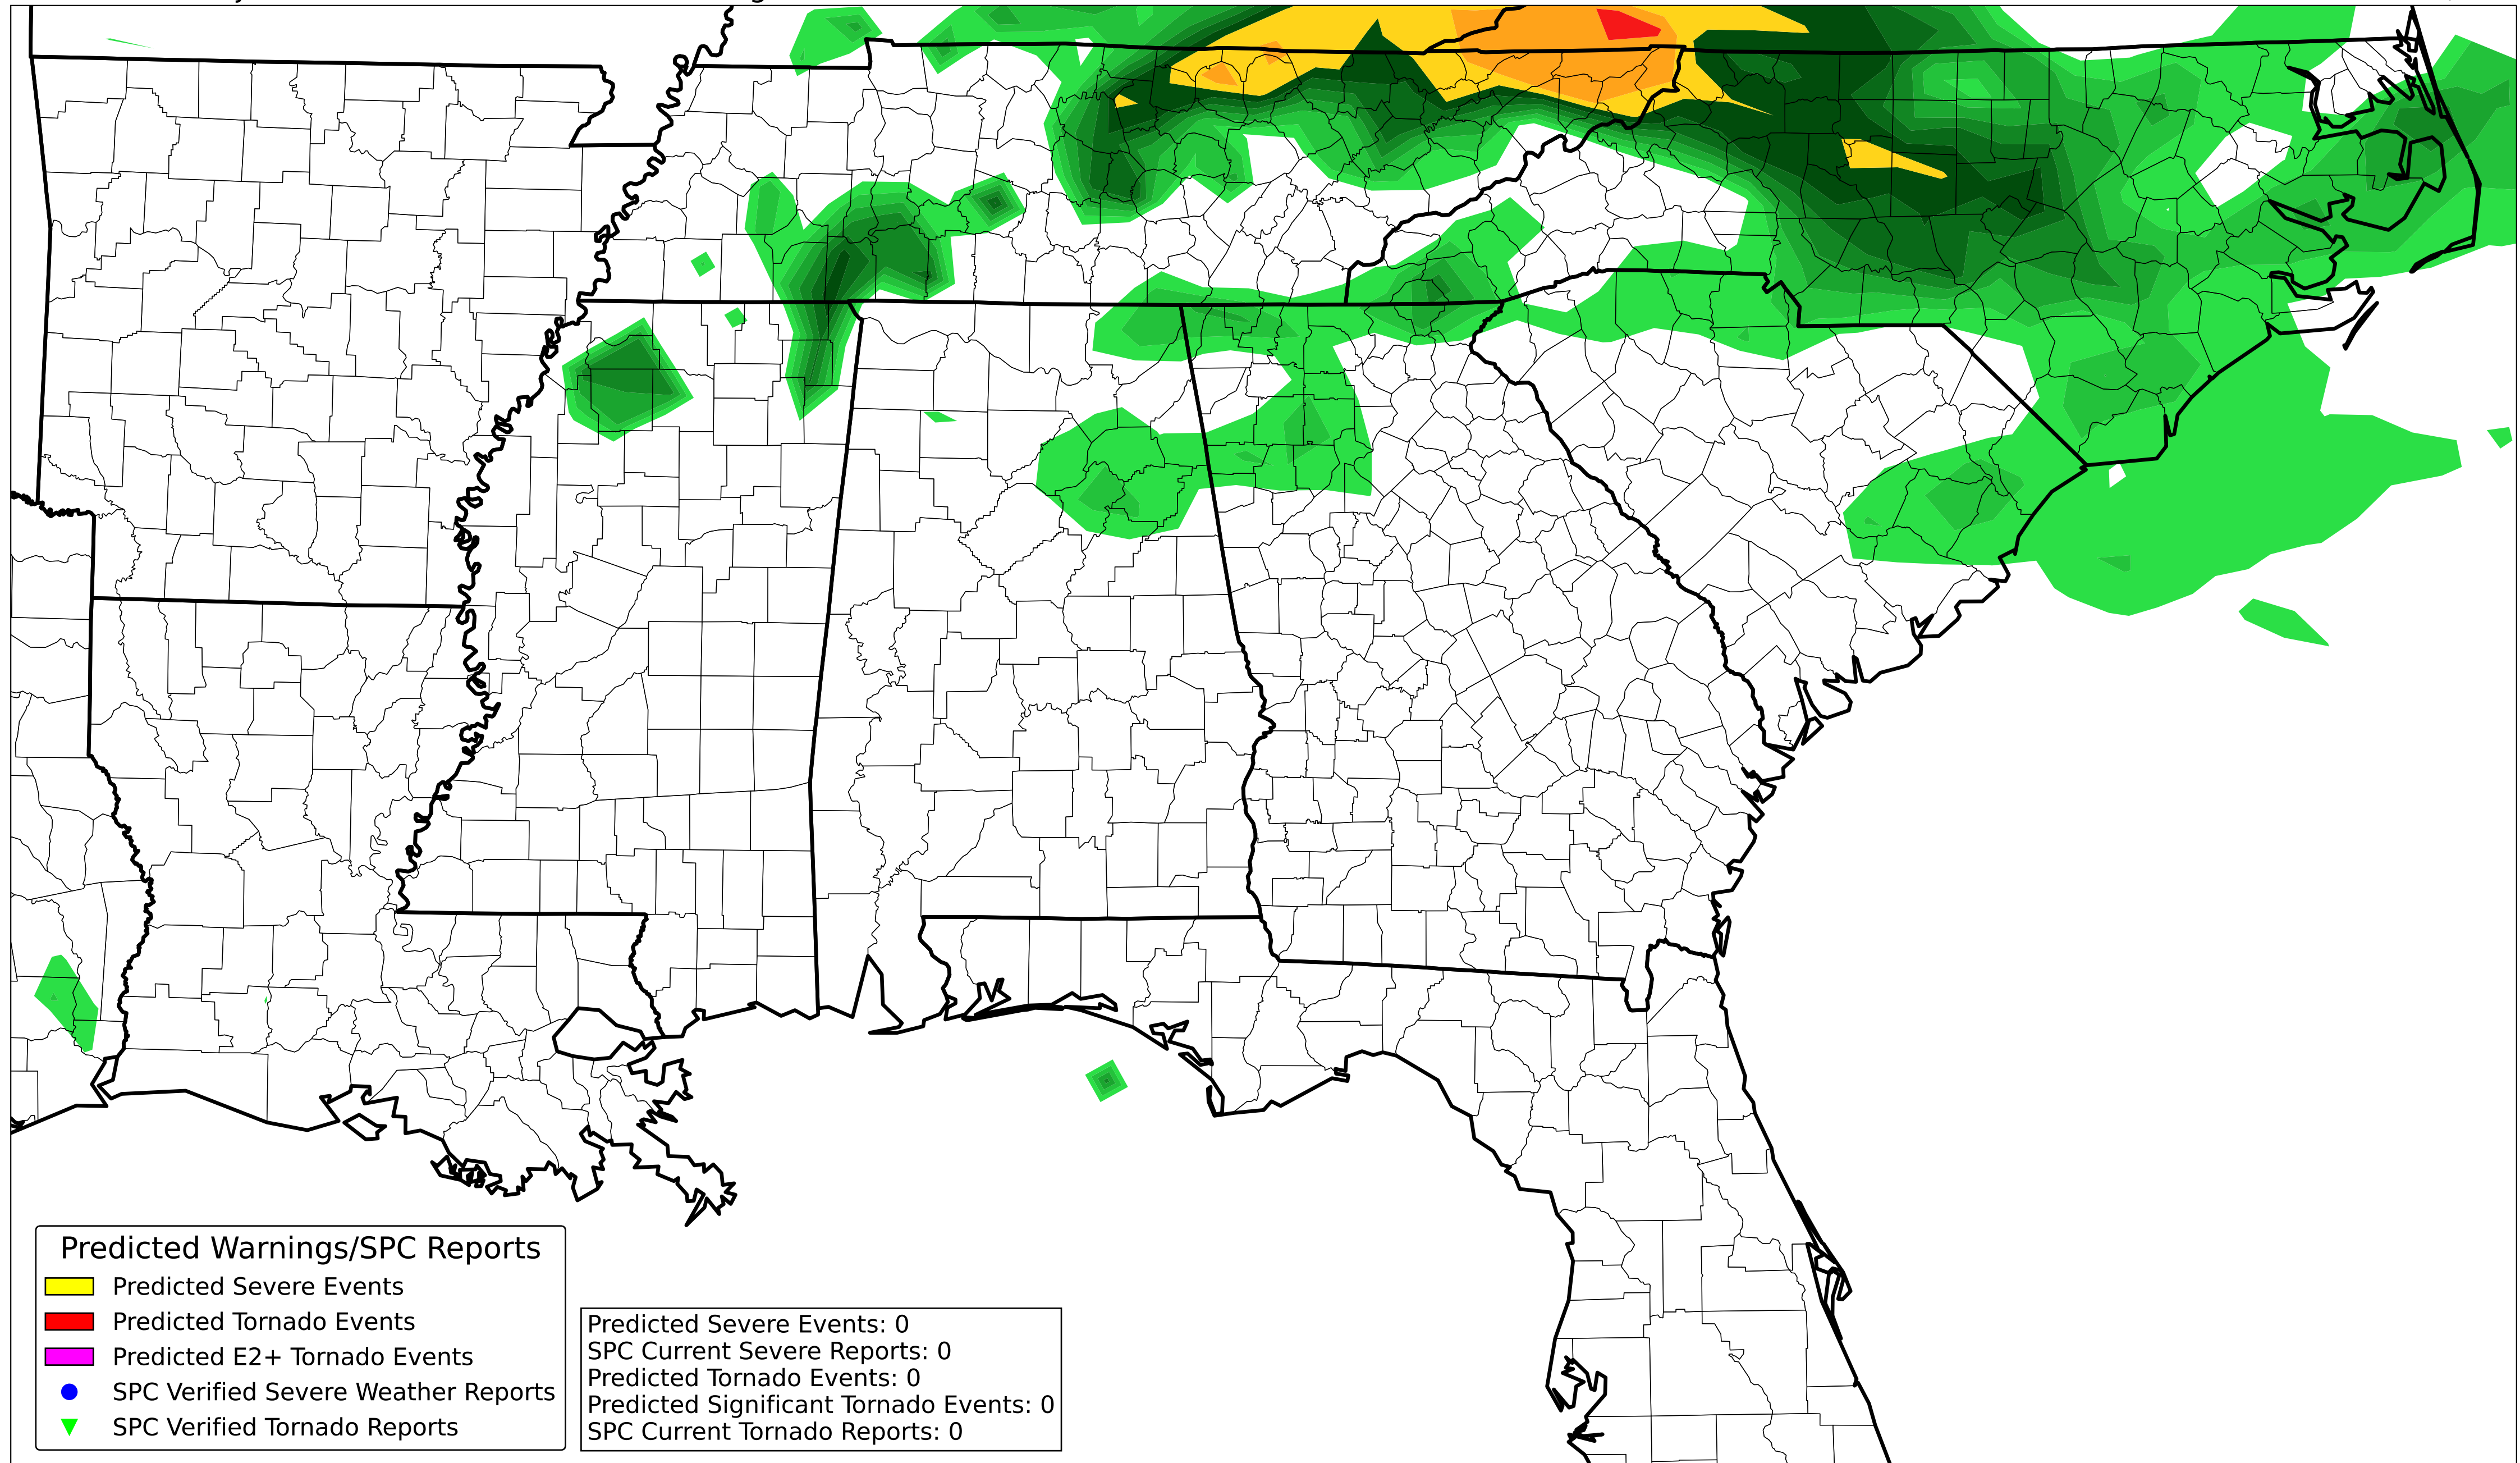 Predicted Warnings/SPC Reports
Predicted Severe Events
Predicted Tornado Events
Predicted E2+ Tornado Events
SPC Verified Severe Weather Reports
SPC Verified Tornado Reports
Predicted Severe Events: 0
SPC Current Severe Reports: 0
Predicted Tornado Events: 0
Predicted Significant Tornado Events: 0
SPC Current Tornado Reports: 0